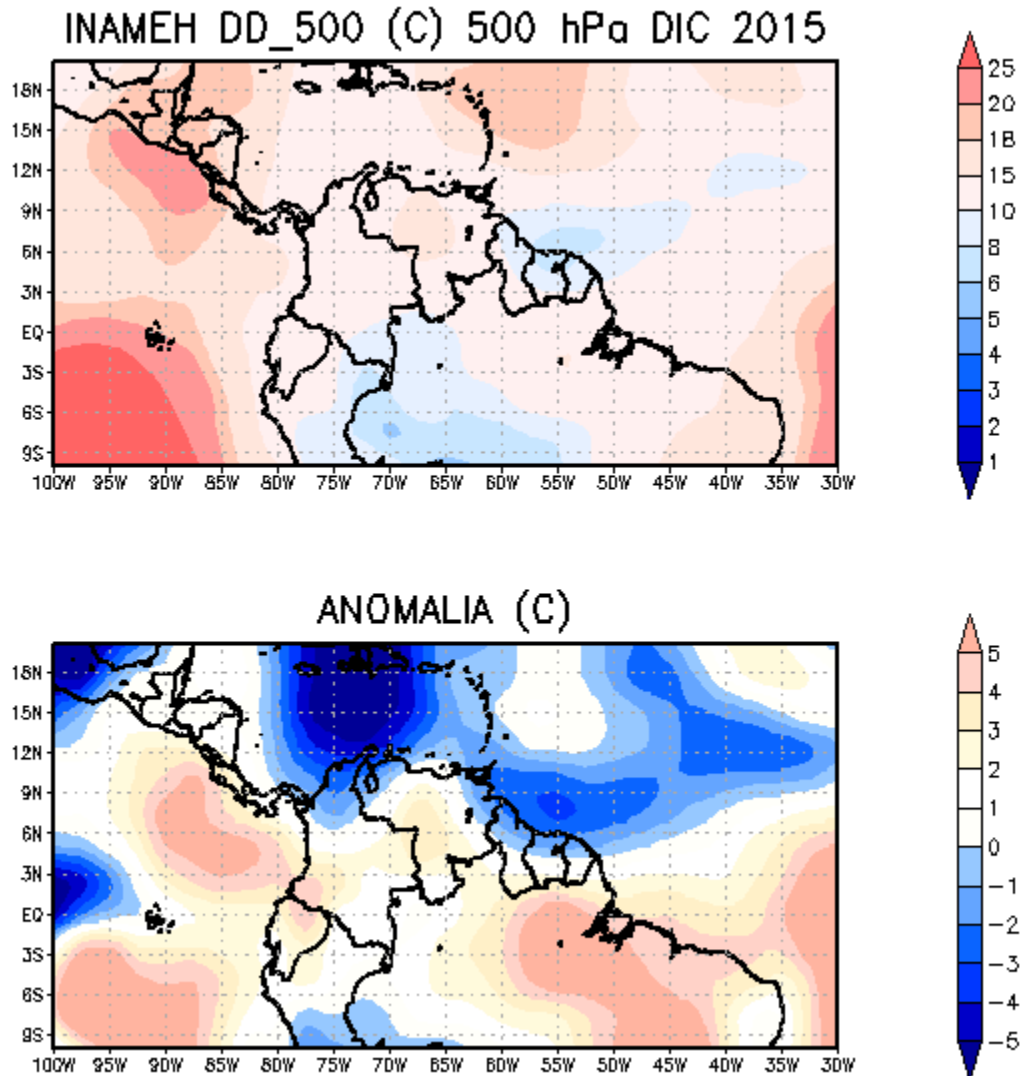 INAMEH DD_500 (C) 500 hPa DIC 2015
18N
15N
12N
9N
6N
3N
EQ
3S
6S
9S
100W 95W 90W 85W 80W 75W 70W 65W 60W 55W 50W 45W 40W 35W 30W
25
20
18
15
10
8
6
5
4
3
2
1
ANOMALIA (C)
18N
15N
12N
9N
6N
3N
EQ
3S
6S
9S
100W 95W 90W 85W 80W 75W 70W 65W 60W 55W 50W 45W 40W 35W 30W
5
4
3
2
1
0
-1
-2
-3
-4
-5